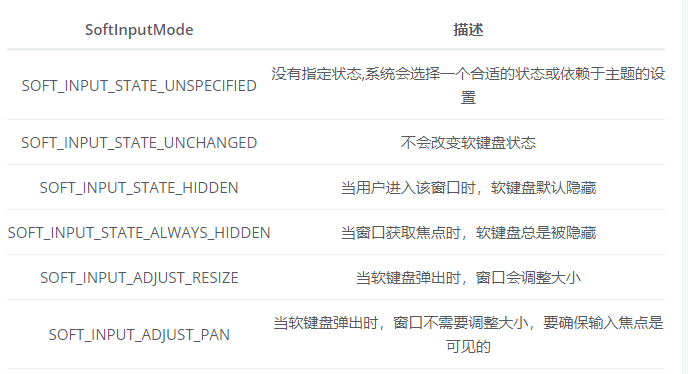 SoftInputMode 描述
SOFT_INPUT_STATE_UNSPECIFIED 没有指定状态,系统会选择一个合适的状态或依赖于主题的设
置
SOFT_INPUT_STATE_UNCHANGED 不会改变软键盘状态
SOFT_INPUT_STATE_HIDDEN 当用户进入该窗口时，软键盘默认隐藏
SOFT_INPUT_STATE_ALWAYS_HIDDEN 当窗口获取焦点时，软键盘总是被隐藏
SOFT_INPUT_ADJUST_RESIZE 当软键盘弹出时，窗口会调整大小
SOFT_INPUT_ADJUST_PAN 当软键盘弹出时，窗口不需要调整大小，要确保输入焦点是
可见的